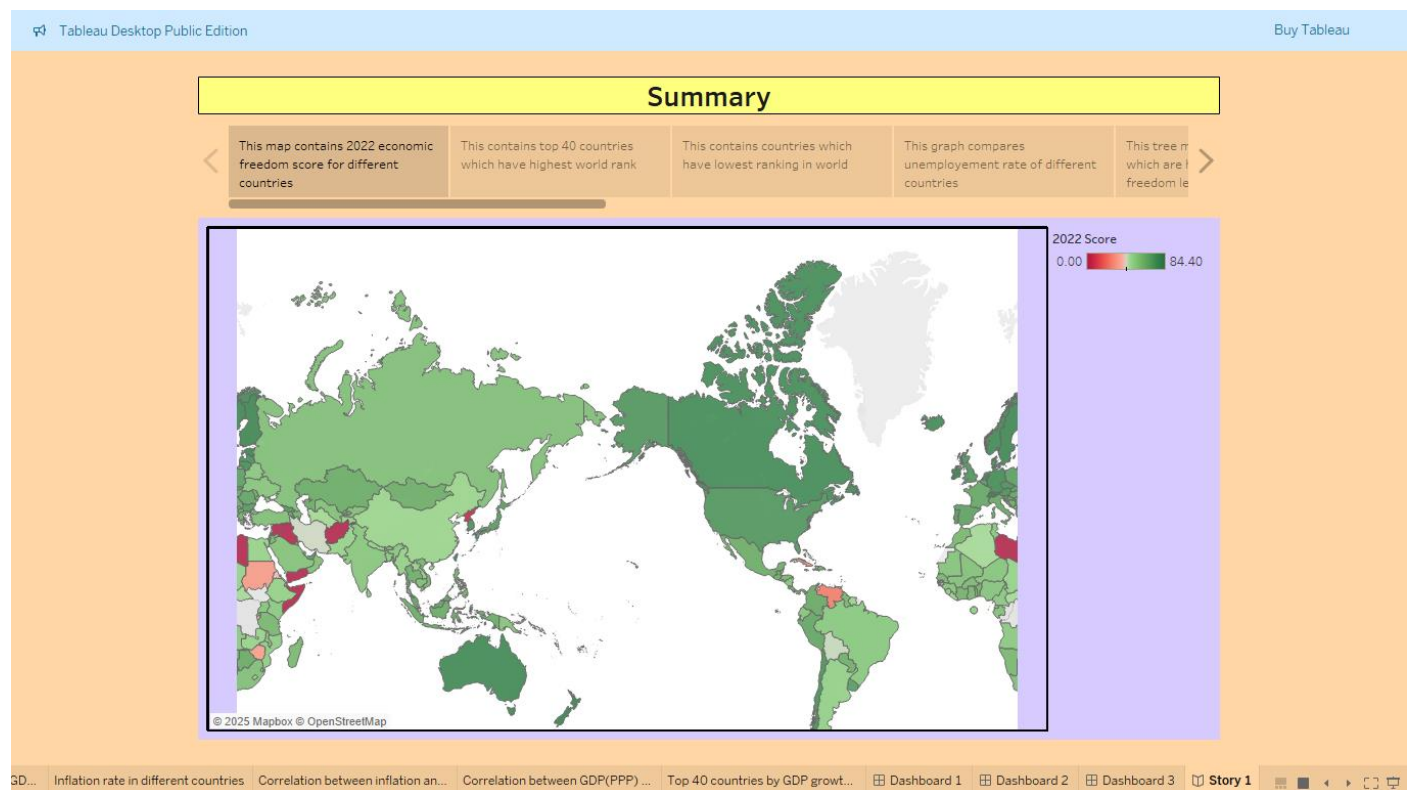 Tableau Desktop Public Edition
Buy Tableau
Summary
This map contains 2022 economic
freedom score for different
countries
This contains top 40 countries
which have highest world rank
This contains countries which
have lowest ranking in world
This graph compares
unemployement rate of different
countries
This tree m
which are h
freedom le
2022 Score
0.00 84.40
© 2025 Mapbox © OpenStreetMap
GD... Inflation rate in different countries Correlation between inflation an... Correlation between GDP(PPP) ... Top 40 countries by GDP growt... Dashboard 1 Dashboard 2 Dashboard 3 Story 1